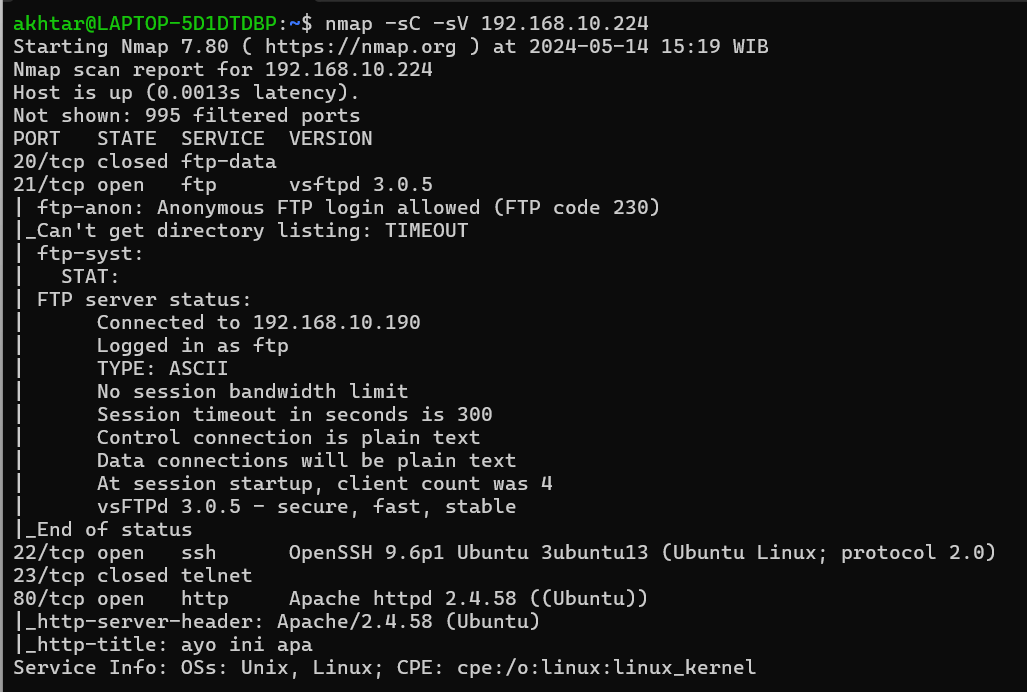 akhtar@LAPTOP-5D1DTDBP:~$ nmap -sC -sV 192.168.10.224
Starting Nmap 7.80 ( https://nmap.org ) at 2024-05-14 15:19 WIB
Nmap scan report for 192.168.10.224
Host is up (0.0013s latency).
Not shown: 995 filtered ports
PORT   STATE  SERVICE  VERSION
20/tcp closed ftp-data
21/tcp open   ftp      vsftpd 3.0.5
| ftp-anon: Anonymous FTP login allowed (FTP code 230)
|_Can't get directory listing: TIMEOUT
| ftp-syst:
|   STAT:
| FTP server status:
|      Connected to 192.168.10.190
|      Logged in as ftp
|      TYPE: ASCII
|      No session bandwidth limit
|      Session timeout in seconds is 300
|      Control connection is plain text
|      Data connections will be plain text
|      At session startup, client count was 4
|      vsFTPd 3.0.5 - secure, fast, stable
|_End of status
22/tcp open   ssh      OpenSSH 9.6p1 Ubuntu 3ubuntu13 (Ubuntu Linux; protocol 2.0)
23/tcp closed telnet
80/tcp open   http     Apache httpd 2.4.58 ((Ubuntu))
|_http-server-header: Apache/2.4.58 (Ubuntu)
|_http-title: ayo ini apa
Service Info: OSs: Unix, Linux; CPE: cpe:/o:linux:linux_kernel